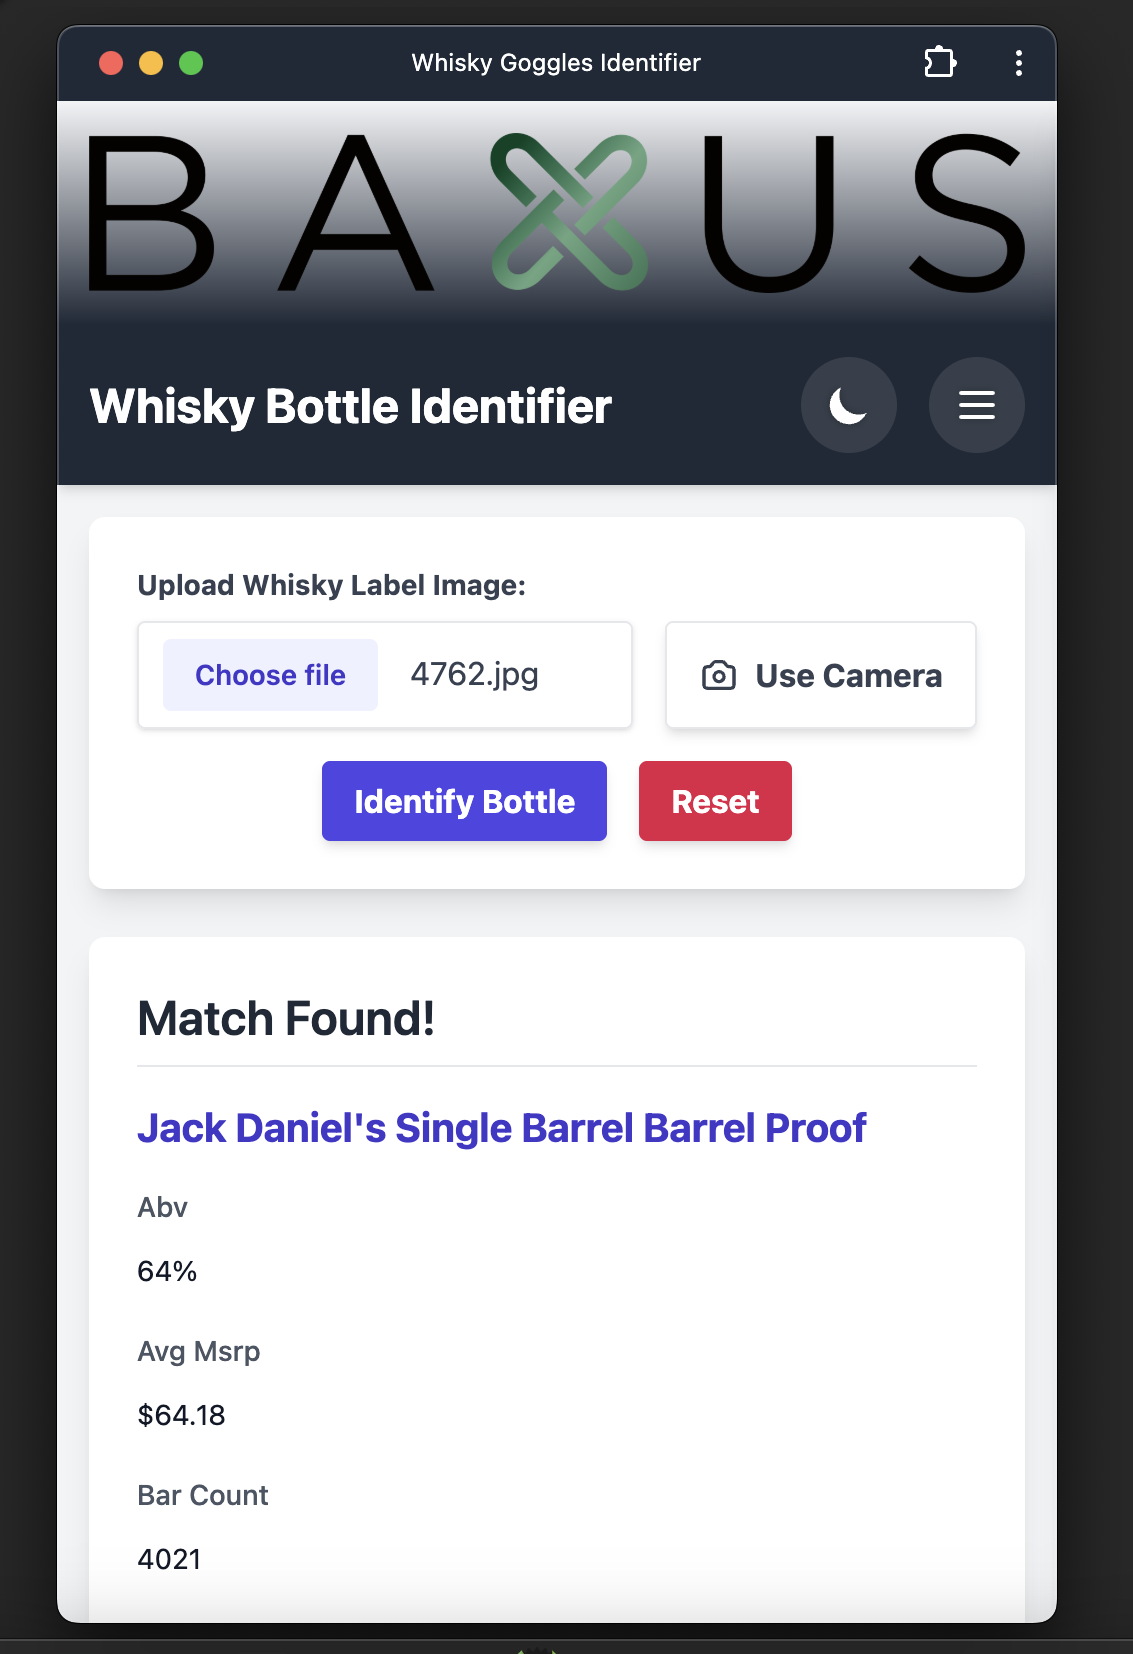 Whisky Goggles Identifier
BAXUS
Whisky Bottle Identifier
Upload Whisky Label Image:
Choose file 4762.jpg Use Camera
Identify Bottle Reset
Match Found!
Jack Daniel's Single Barrel Barrel Proof
Abv
64%
Avg Msrp
$64.18
Bar Count
4021